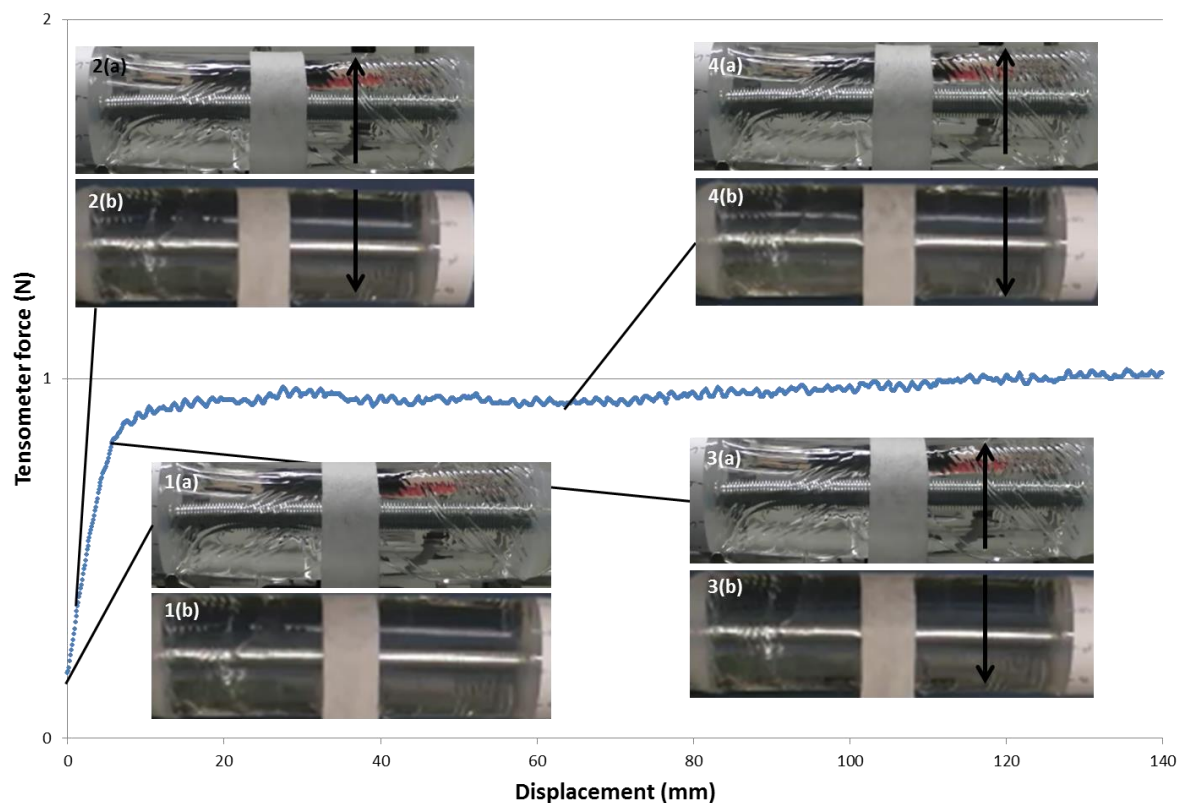 2
2(a)
4(a)
2(b)
4(b)
Tensometer force (N)
1
1(a)
3(a)
1(b)
3(b)
0
0 20 40 60 80 100 120 140
Displacement (mm)